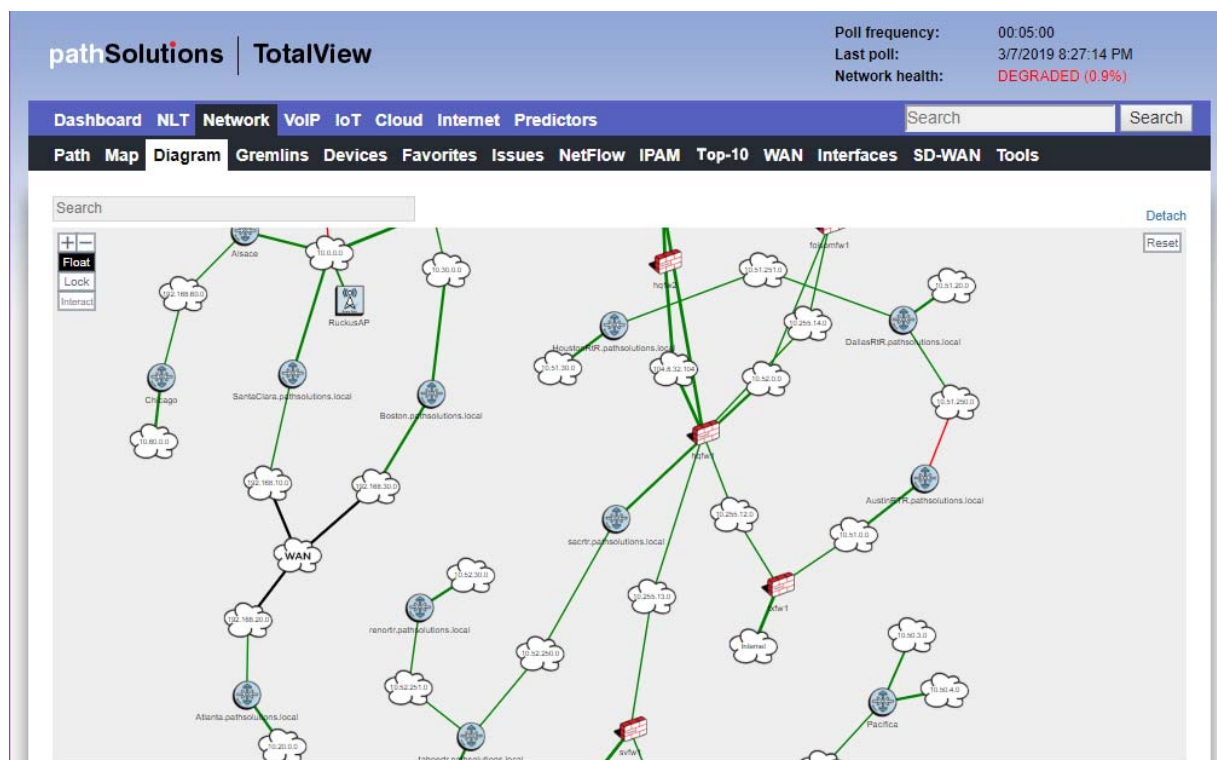 pathSolutions | TotalView
Poll frequency: 00:05:00
Last poll: 3/7/2019 8:27:14 PM
Network health: DEGRADED (0.9%)
Dashboard NLT Network VoIP IoT Cloud Internet Predictors
Search Search
Path Map Diagram Gremlins Devices Favorites Issues NetFlow IPAM Top-10 WAN Interfaces SD-WAN Tools
Search
Detach
+ −
Float
Lock
Interact
Reset
Alsace
10.0.0.0
folsomfw1
hqfw2
10.30.0.0
10.51.251.0
10.51.20.0
192.168.80.0
RuckusAP
10.255.14.0
HoustonRtR.pathsolutions.local
DallasRtR.pathsolutions.local
10.51.30.0
104.8.32.104
10.52.0.0
Chicago
SantaClara.pathsolutions.local
Boston.pathsolutions.local
10.51.250.0
10.80.0.0
hqfw1
192.168.10.0
192.168.30.0
AustinRTR.pathsolutions.local
10.255.12.0
sacrtr.pathsolutions.local
10.51.0.0
WAN
10.52.30.0
10.255.13.0
192.168.20.0
renortr.pathsolutions.local
Internet
10.50.3.0
10.52.250.0
10.52.251.0
10.50.4.0
Atlanta.pathsolutions.local
Pacifica
10.20.0.0
svfw1